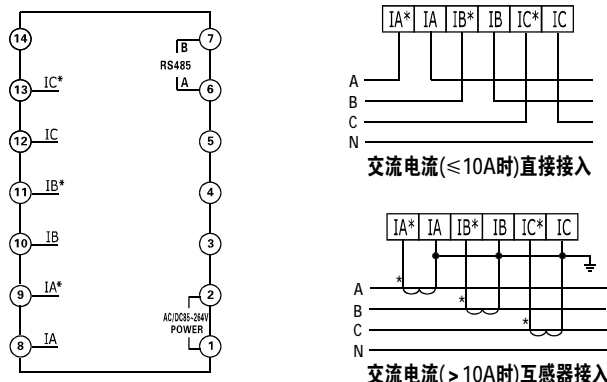 14
7
B
RS485
A
13
IC*
6
12
IC
5
11
IB*
4
10
IB
3
9
IA*
2
AC/DC85-264V
POWER
8
IA
1
IA* IA IB* IB IC* IC
A
B
C
N
交流电流(≤10A时)直接接入
IA* IA IB* IB IC* IC
A *
B *
C *
N
交流电流(>10A时)互感器接入